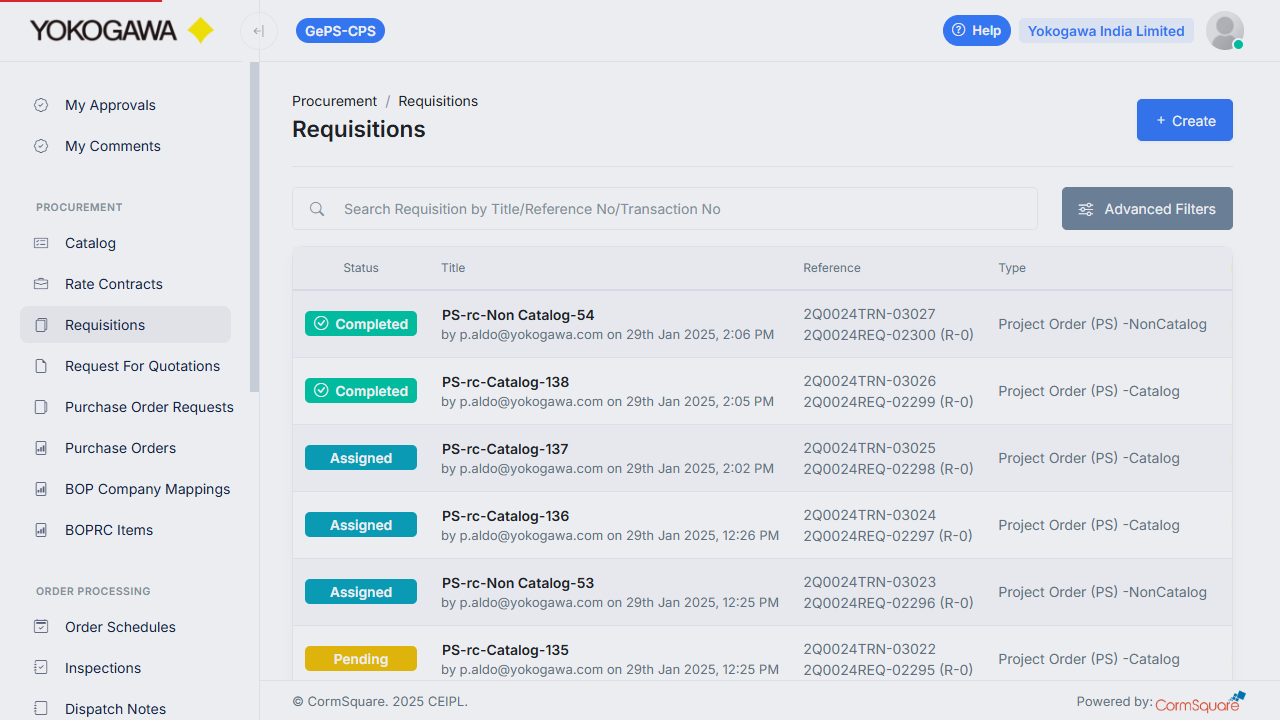 YOKOGAWA
GePS-CPS
Help
Yokogawa India Limited
My Approvals
My Comments
PROCUREMENT
Catalog
Rate Contracts
Requisitions
Request For Quotations
Purchase Order Requests
Purchase Orders
BOP Company Mappings
BOPRC Items
ORDER PROCESSING
Order Schedules
Inspections
Dispatch Notes
Procurement / Requisitions
Requisitions
+ Create
Search Requisition by Title/Reference No/Transaction No
Advanced Filters
Status Title Reference Type
Completed PS-rc-Non Catalog-54 2Q0024TRN-03027 Project Order (PS) -NonCatalog
by p.aldo@yokogawa.com on 29th Jan 2025, 2:06 PM 2Q0024REQ-02300 (R-0)
Completed PS-rc-Catalog-138 2Q0024TRN-03026 Project Order (PS) -Catalog
by p.aldo@yokogawa.com on 29th Jan 2025, 2:05 PM 2Q0024REQ-02299 (R-0)
Assigned PS-rc-Catalog-137 2Q0024TRN-03025 Project Order (PS) -Catalog
by p.aldo@yokogawa.com on 29th Jan 2025, 2:02 PM 2Q0024REQ-02298 (R-0)
Assigned PS-rc-Catalog-136 2Q0024TRN-03024 Project Order (PS) -Catalog
by p.aldo@yokogawa.com on 29th Jan 2025, 12:26 PM 2Q0024REQ-02297 (R-0)
Assigned PS-rc-Non Catalog-53 2Q0024TRN-03023 Project Order (PS) -NonCatalog
by p.aldo@yokogawa.com on 29th Jan 2025, 12:25 PM 2Q0024REQ-02296 (R-0)
Pending PS-rc-Catalog-135 2Q0024TRN-03022 Project Order (PS) -Catalog
by p.aldo@yokogawa.com on 29th Jan 2025, 12:25 PM 2Q0024REQ-02295 (R-0)
© CormSquare. 2025 CEIPL.
Powered by: CormSquare